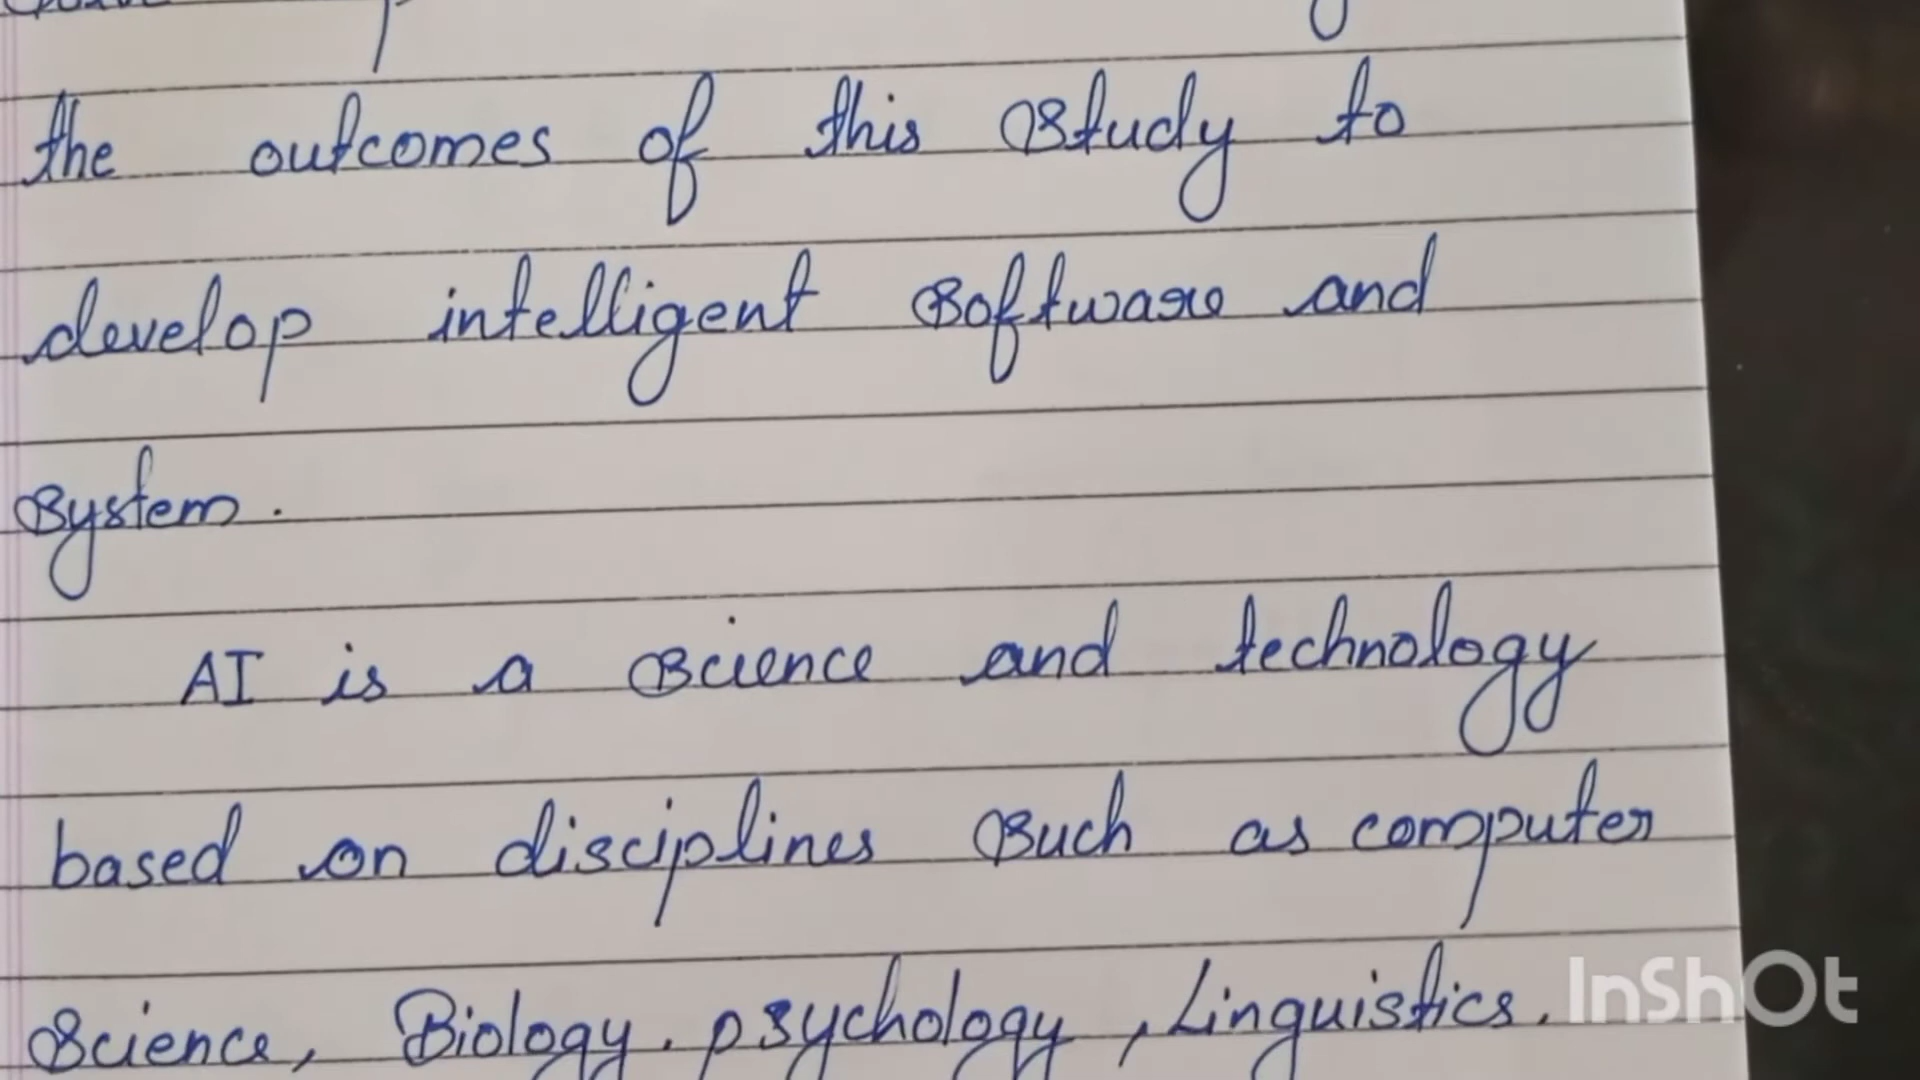 the outcomes of this study to
develop intelligent software and
system.
AI is a science and technology
based on disciplines such as computer
science, Biology. psychology, Linguistics.
InShOt